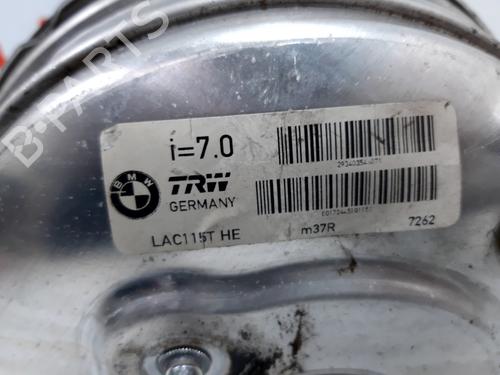 B-PARTS
i=7.0
BMW
TRW
GERMANY
LAC115T HE
m37R
7262